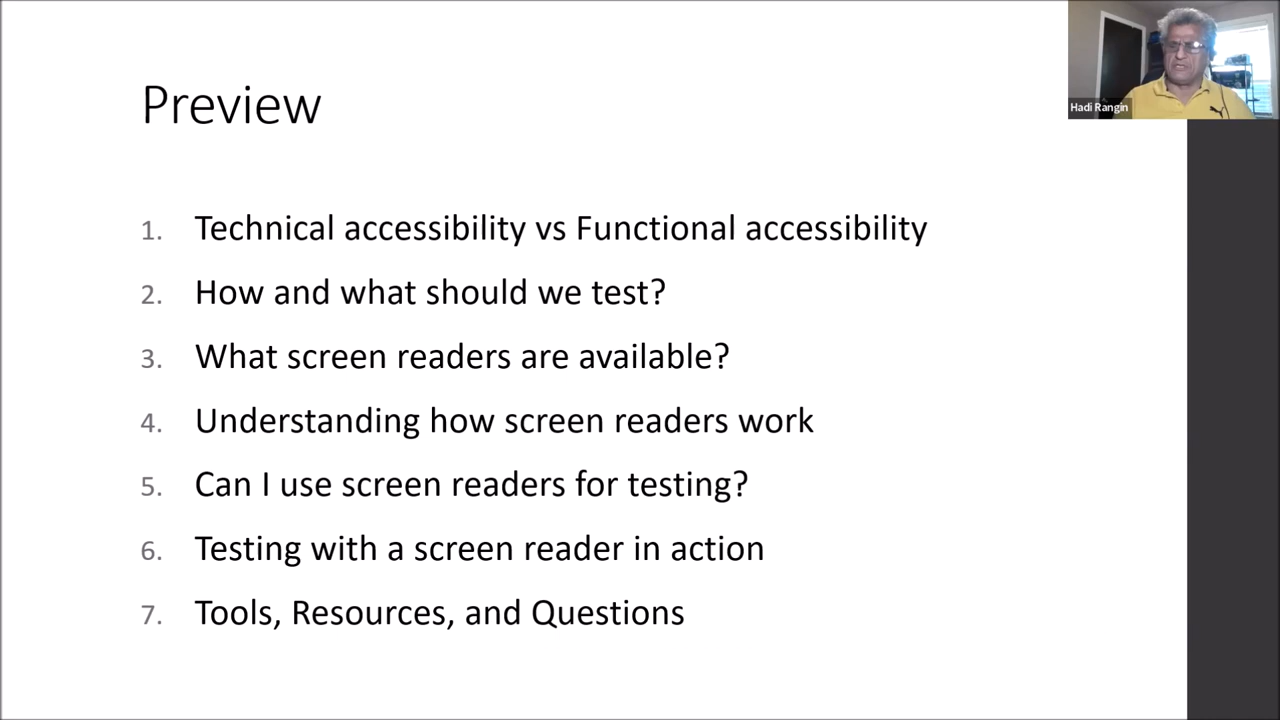 Preview
1. Technical accessibility vs Functional accessibility
2. How and what should we test?
3. What screen readers are available?
4. Understanding how screen readers work
5. Can I use screen readers for testing?
6. Testing with a screen reader in action
7. Tools, Resources, and Questions
Hadi Rangin